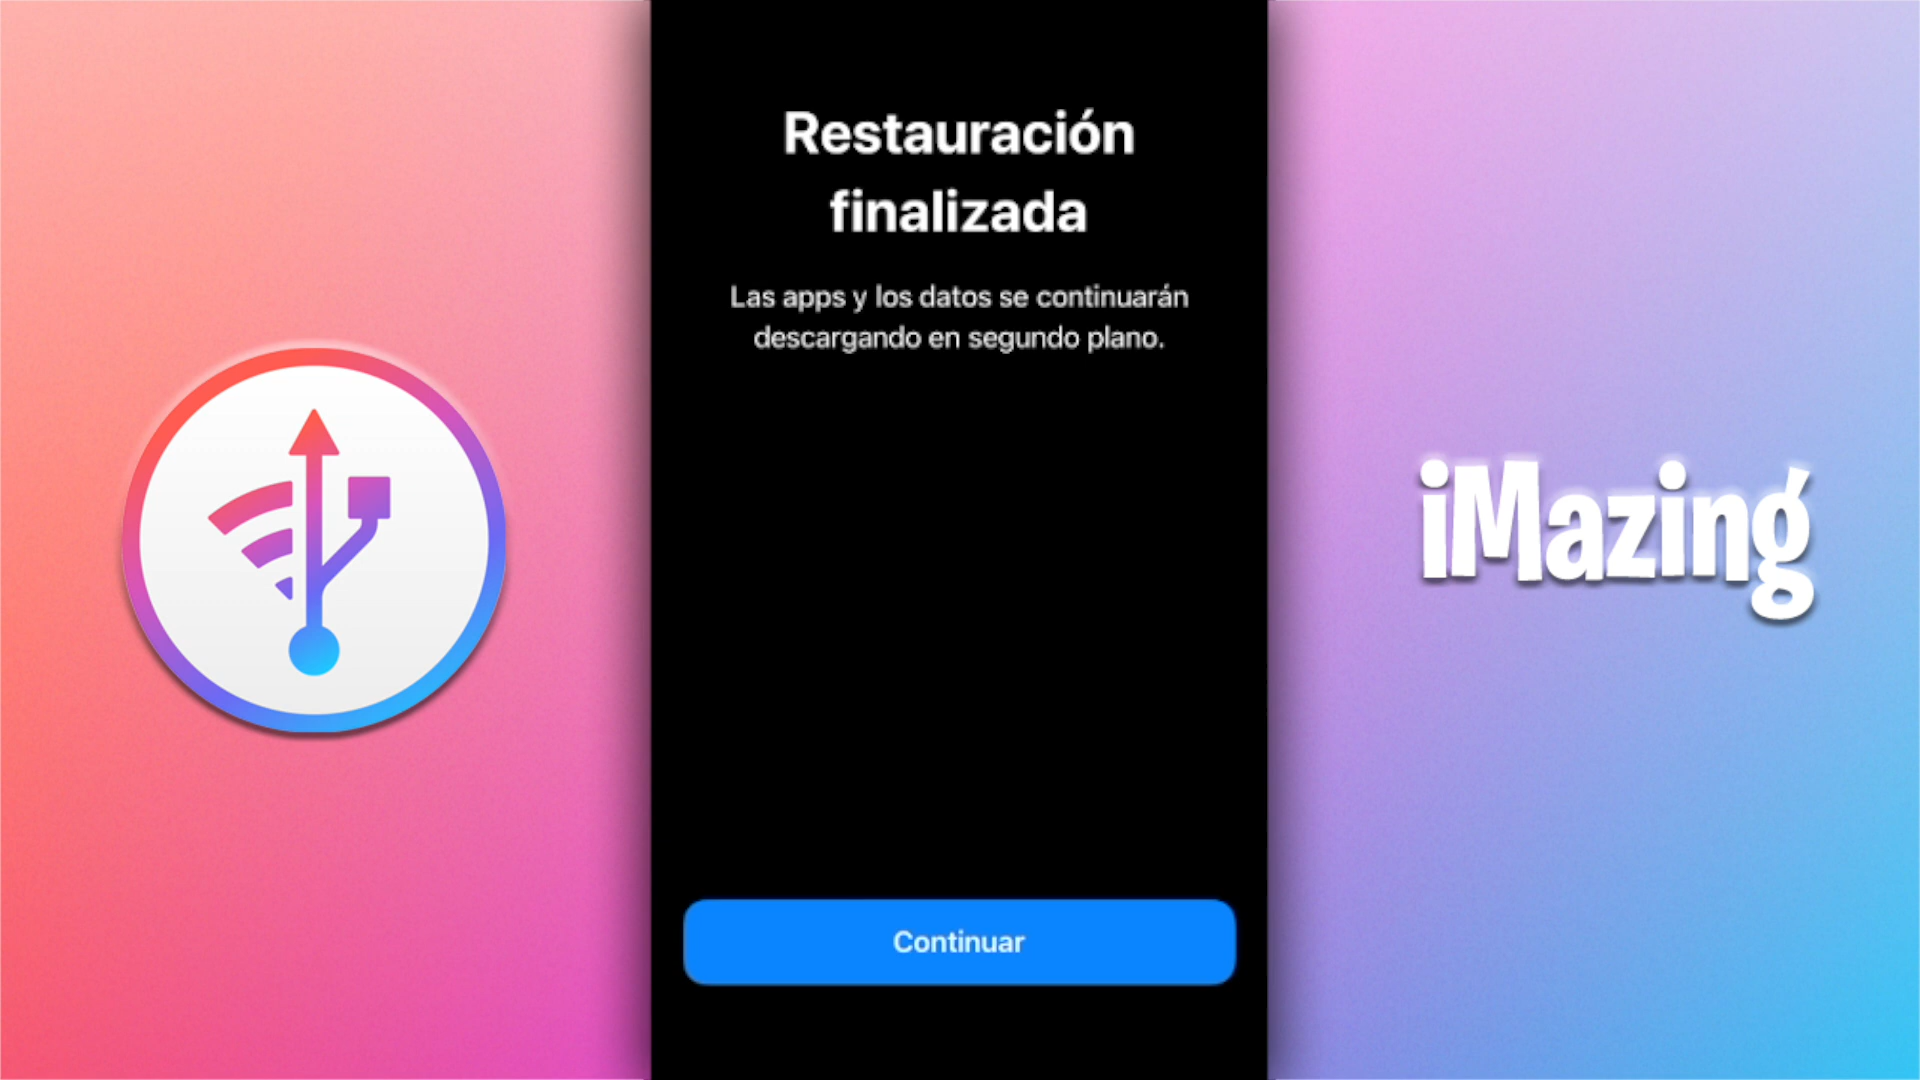 Restauración
finalizada
Las apps y los datos se continuarán
descargando en segundo plano.
Continuar
iMazing